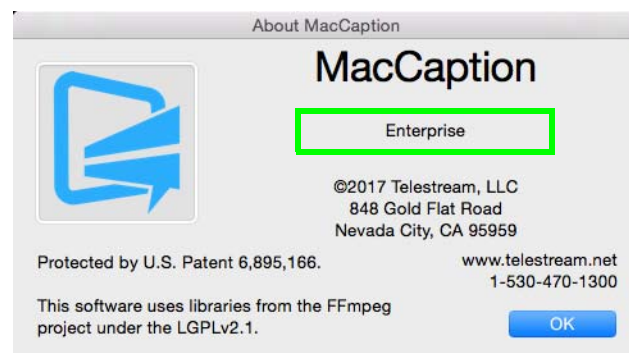 About MacCaption
MacCaption
Enterprise
©2017 Telestream, LLC
848 Gold Flat Road
Nevada City, CA 95959
Protected by U.S. Patent 6,895,166.
www.telestream.net
1-530-470-1300
This software uses libraries from the FFmpeg
project under the LGPLv2.1.
OK